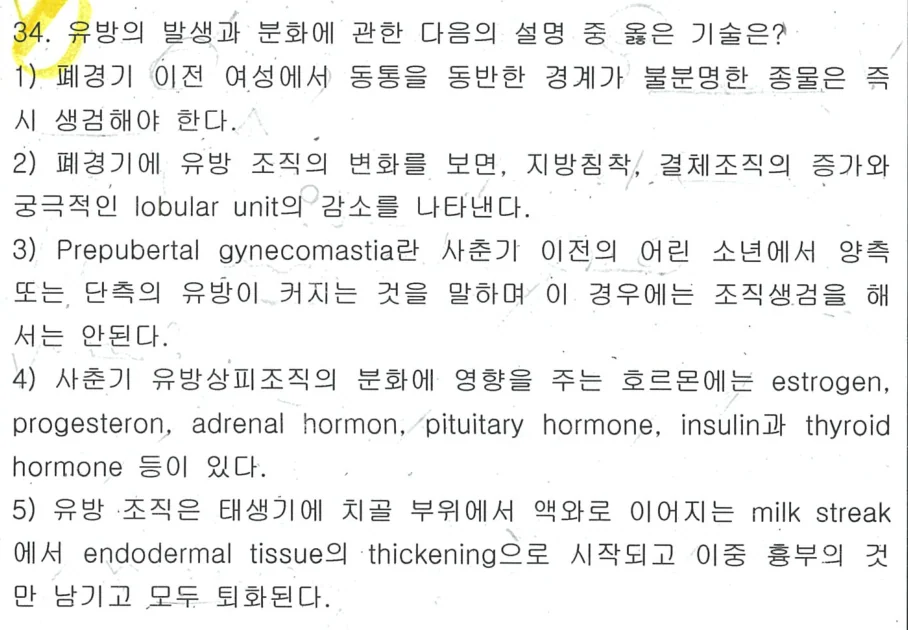 34. 유방의 발생과 분화에 관한 다음의 설명 중 옳은 기술은?
1) 폐경기 이전 여성에서 동통을 동반한 경계가 불분명한 종물은 즉
시 생검해야 한다.
2) 폐경기에 유방 조직의 변화를 보면, 지방침착, 결체조직의 증가와
궁극적인 lobular unit의 감소를 나타낸다.
3) Prepubertal gynecomastia란 사춘기 이전의 어린 소년에서 양측
또는 단측의 유방이 커지는 것을 말하며 이 경우에는 조직생검을 해
서는 안된다.
4) 사춘기 유방상피조직의 분화에 영향을 주는 호르몬에는 estrogen,
progesteron, adrenal hormon, pituitary hormone, insulin과 thyroid
hormone 등이 있다.
5) 유방 조직은 태생기에 치골 부위에서 액와로 이어지는 milk streak
에서 endodermal tissue의 thickening으로 시작되고 이중 흉부의 것
만 남기고 모두 퇴화된다.